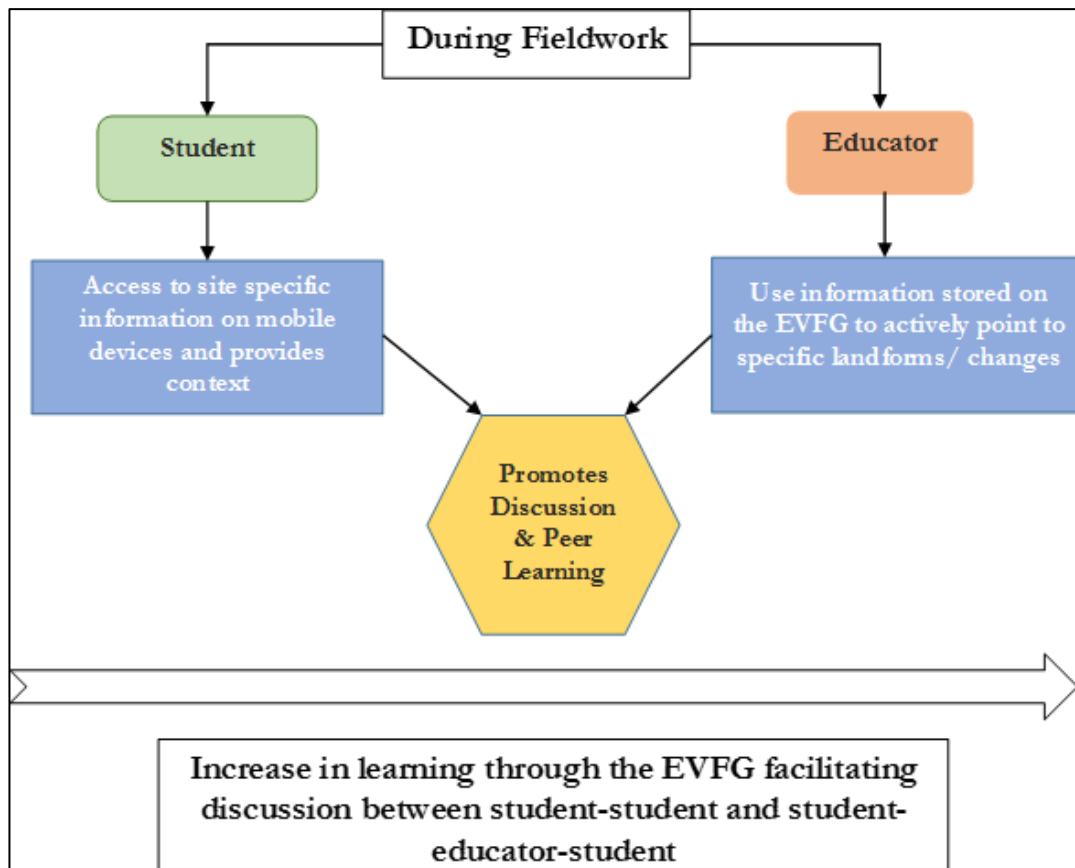 During Fieldwork
Student
Educator
Access to site specific
information on mobile
devices and provides
context
Use information stored on
the EVFG to actively point to
specific landforms/ changes
Promotes
Discussion
& Peer
Learning
Increase in learning through the EVFG facilitating
discussion between student-student and student-
educator-student